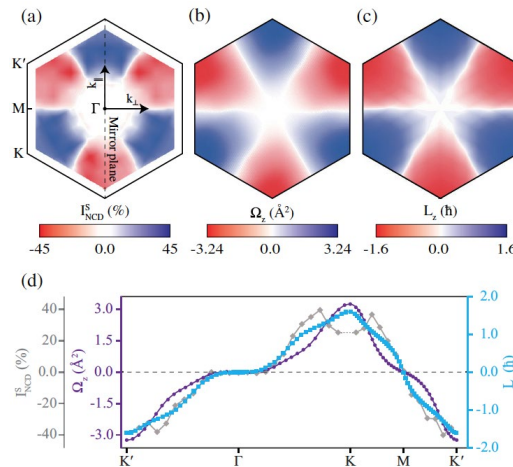 (a)
(b)
(c)
K′
M
K
Γ
k∥
k⊥
Mirror plane
I^S_NCD (%)
-45 0.0 45
Ω_z (Å²)
-3.24 0.0 3.24
L_z (ħ)
-1.6 0.0 1.6
(d)
I^S_NCD (%)
40
20
0.0
-20
-40
Ω_z (Å²)
3.0
1.5
0.0
-1.5
-3.0
2.0
1.0
0.0
-1.0
-2.0
L (ħ)
K′ Γ K M K′